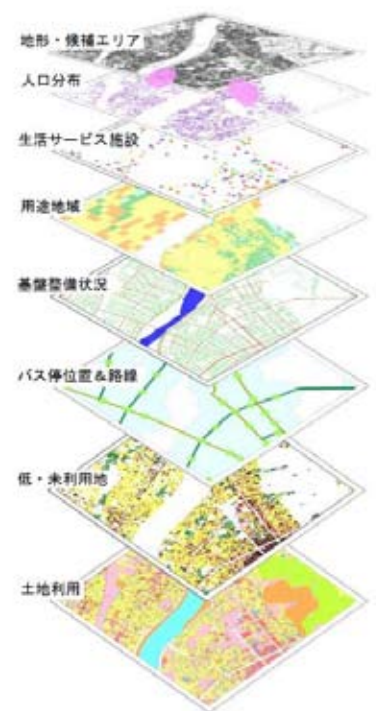 地形・候補エリア
人口分布
生活サービス施設
用途地域
基盤整備状況
バス停位置＆路線
低・未利用地
土地利用